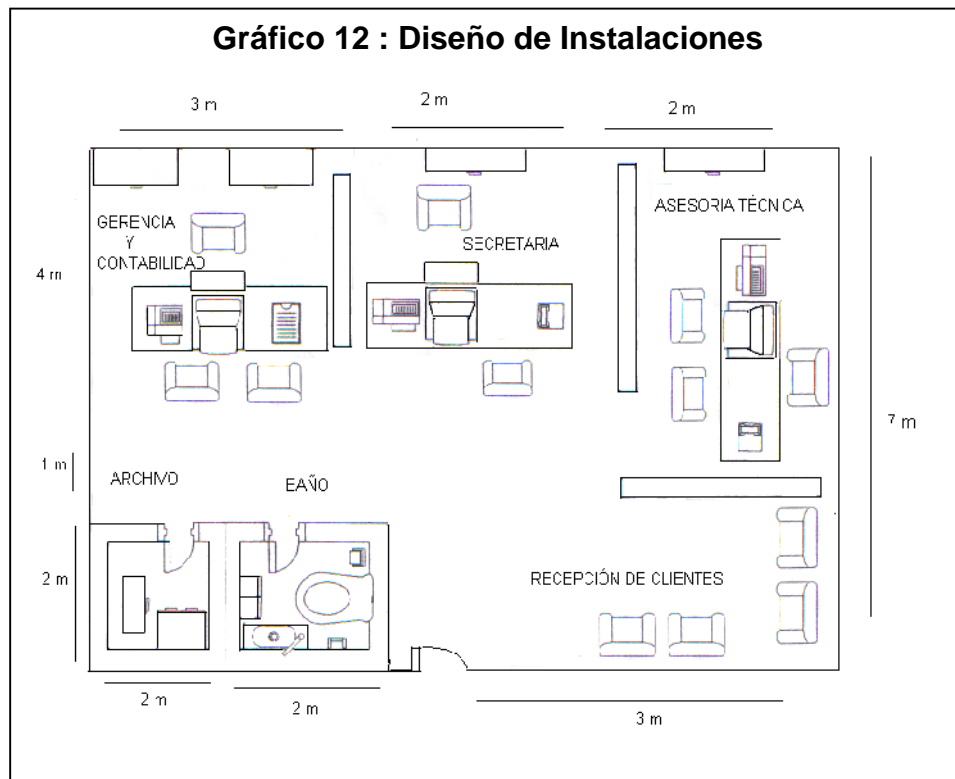 Gráfico 12 : Diseño de Instalaciones
3 m
2 m
2 m
GERENCIA
Y
CONTABILIDAD
SECRETARIA
ASESORIA TÉCNICA
4 m
7 m
1 m
ARCHIVO
EAÑO
2 m
RECEPCIÓN DE CLIENTES
2 m
2 m
3 m